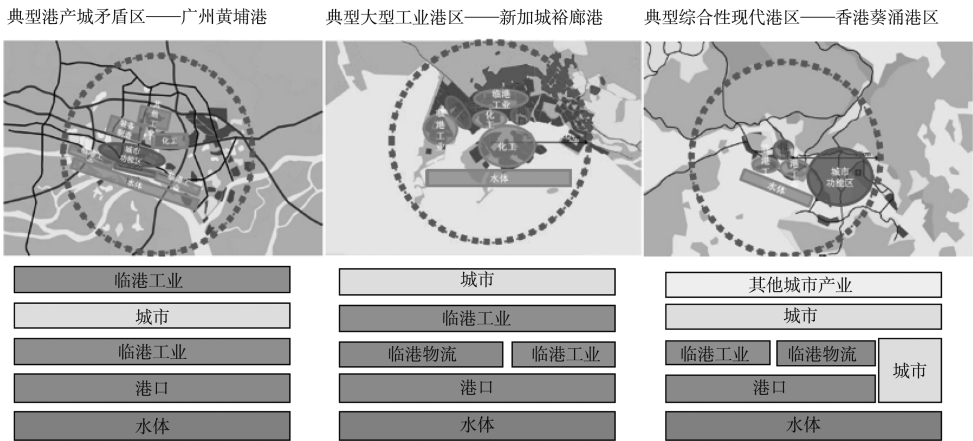 典型港产城矛盾区——广州黄埔港
典型大型工业港区——新加城裕廊港
典型综合性现代港区——香港葵涌港区
化工
城市
功能区
水体
临港
工业
化工
临港工业
化工
水体
城市
功能区
水体
临港工业
城市
临港工业
港口
水体
城市
临港工业
临港物流
临港工业
港口
水体
其他城市产业
城市
临港工业
临港物流
城市
港口
水体